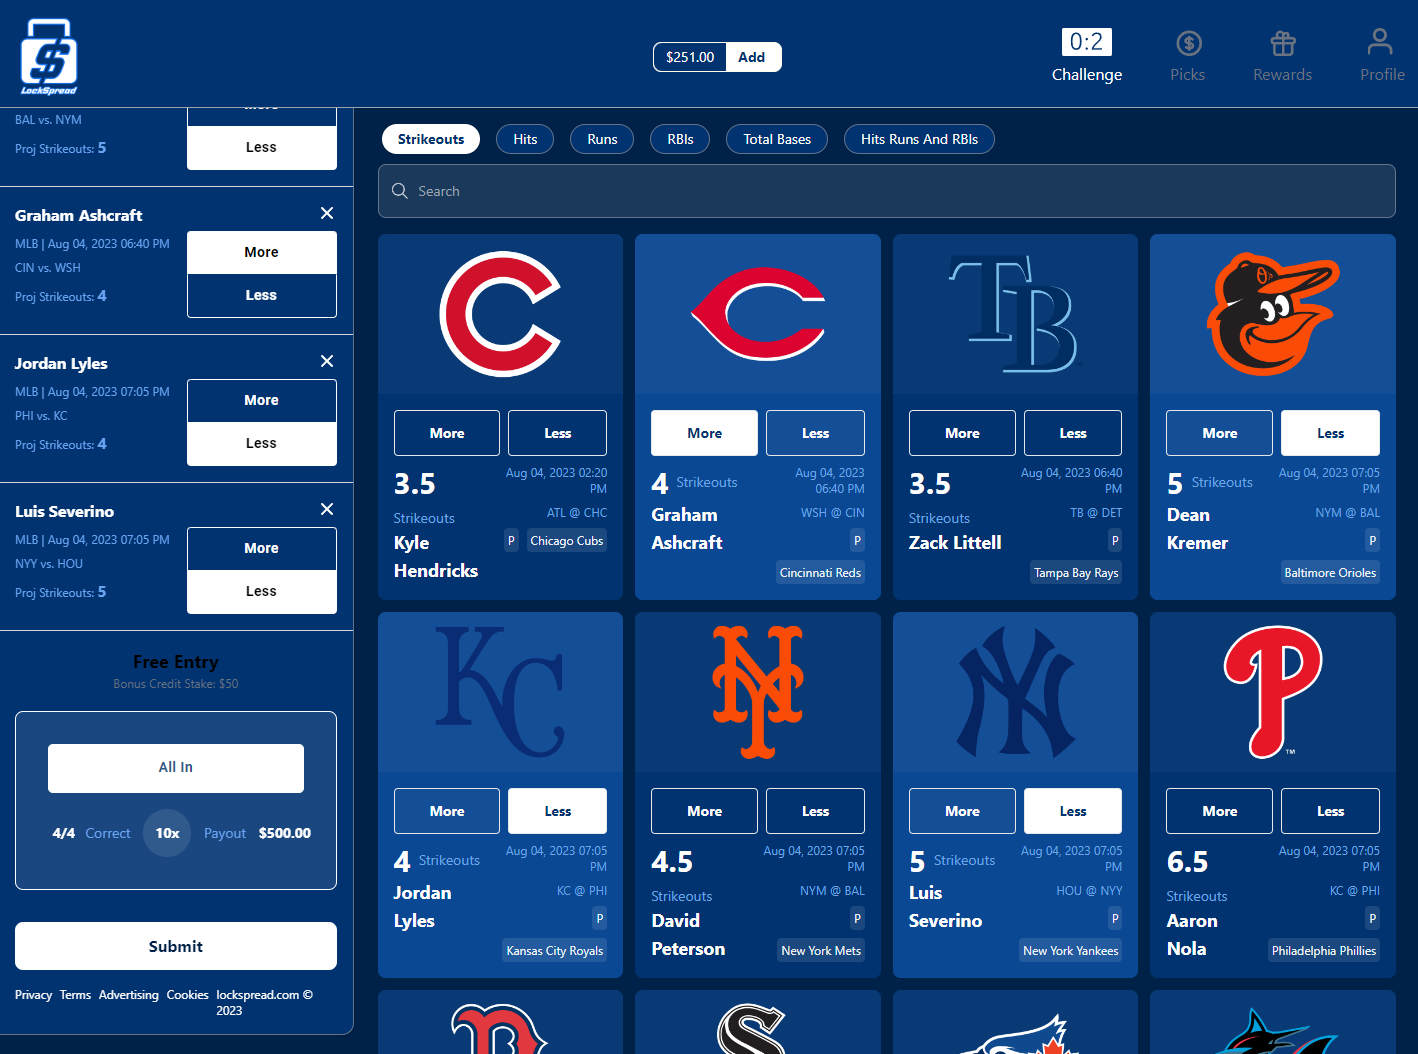 LockSpread
$251.00 Add
0:2
Challenge
Picks
Rewards
Profile
More
BAL vs. NYM
Proj Strikeouts: 5
Less
Graham Ashcraft
MLB | Aug 04, 2023 06:40 PM
CIN vs. WSH
Proj Strikeouts: 4
More
Less
Jordan Lyles
MLB | Aug 04, 2023 07:05 PM
PHI vs. KC
Proj Strikeouts: 4
More
Less
Luis Severino
MLB | Aug 04, 2023 07:05 PM
NYY vs. HOU
Proj Strikeouts: 5
More
Less
Free Entry
Bonus Credit Stake: $50
All In
4/4 Correct 10x Payout $500.00
Submit
Privacy Terms Advertising Cookies lockspread.com ©
2023
Strikeouts Hits Runs RBIs Total Bases Hits Runs And RBIs
Search
More Less
3.5
Strikeouts
Aug 04, 2023 02:20
PM
ATL @ CHC
Kyle
Hendricks
P Chicago Cubs
More Less
4 Strikeouts
Aug 04, 2023
06:40 PM
Graham
Ashcraft
WSH @ CIN
P
Cincinnati Reds
TB
More Less
3.5
Strikeouts
Aug 04, 2023 06:40
PM
TB @ DET
Zack Littell
P
Tampa Bay Rays
More Less
5 Strikeouts
Aug 04, 2023 07:05
PM
Dean
Kremer
NYM @ BAL
P
Baltimore Orioles
KC
More Less
4 Strikeouts
Aug 04, 2023 07:05
PM
Jordan
Lyles
KC @ PHI
P
Kansas City Royals
NY
More Less
4.5
Strikeouts
Aug 04, 2023 07:05
PM
NYM @ BAL
David
Peterson
P
New York Mets
NY
More Less
5 Strikeouts
Aug 04, 2023 07:05
PM
Luis
Severino
HOU @ NYY
P
New York Yankees
P
TM
More Less
6.5
Strikeouts
Aug 04, 2023 07:05
PM
KC @ PHI
Aaron
Nola
P
Philadelphia Phillies